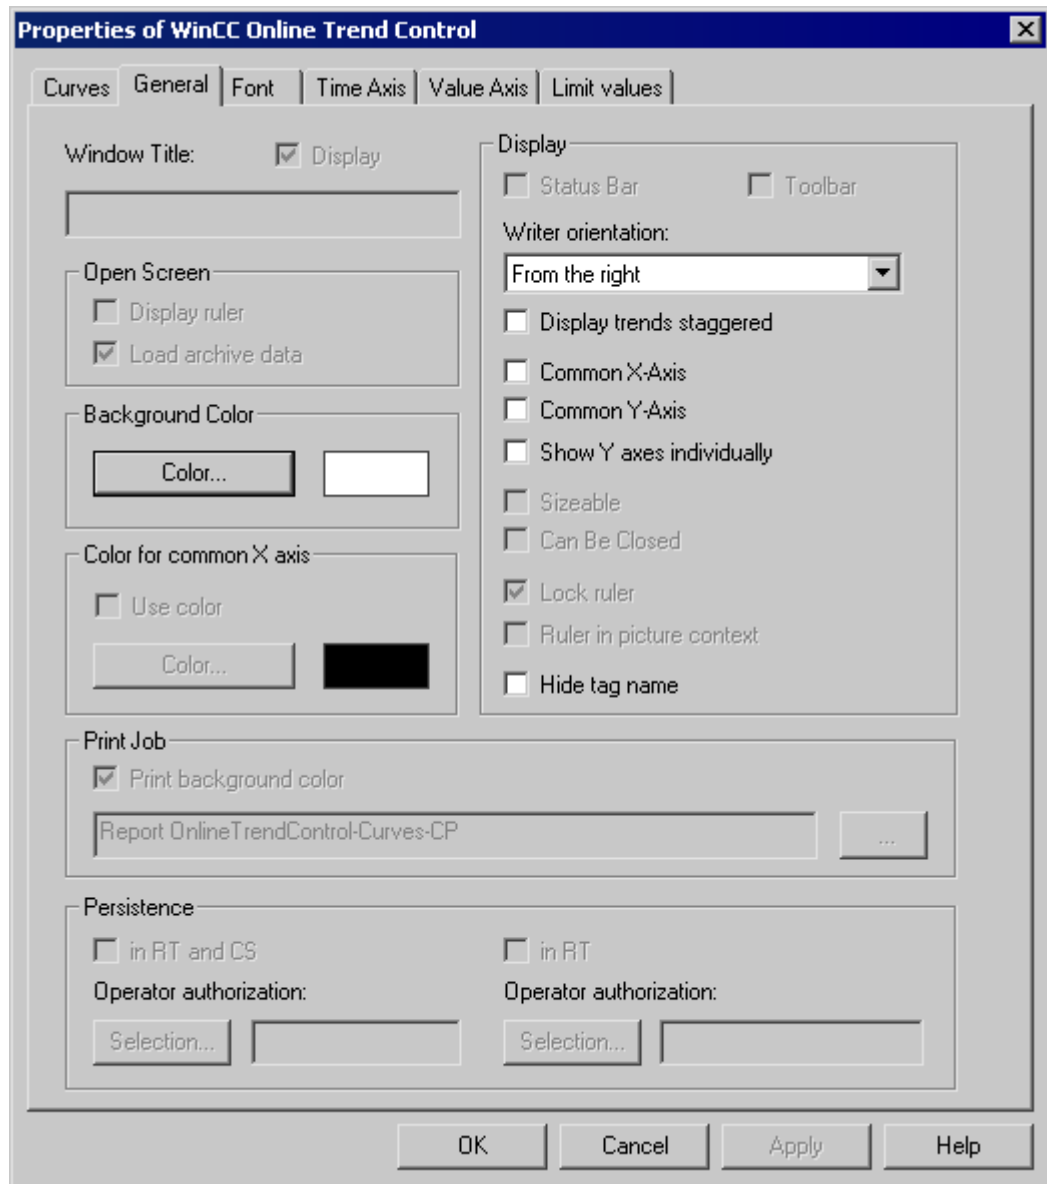 Properties of WinCC Online Trend Control
Curves General Font Time Axis Value Axis Limit values
Window Title: Display
Open Screen
Display ruler
Load archive data
Background Color
Color...
Color for common X axis
Use color
Color...
Display
Status Bar Toolbar
Writer orientation:
From the right
Display trends staggered
Common X-Axis
Common Y-Axis
Show Y axes individually
Sizeable
Can Be Closed
Lock ruler
Ruler in picture context
Hide tag name
Print Job
Print background color
Report OnlineTrendControl-Curves-CP
...
Persistence
in RT and CS in RT
Operator authorization: Operator authorization:
Selection... Selection...
OK Cancel Apply Help